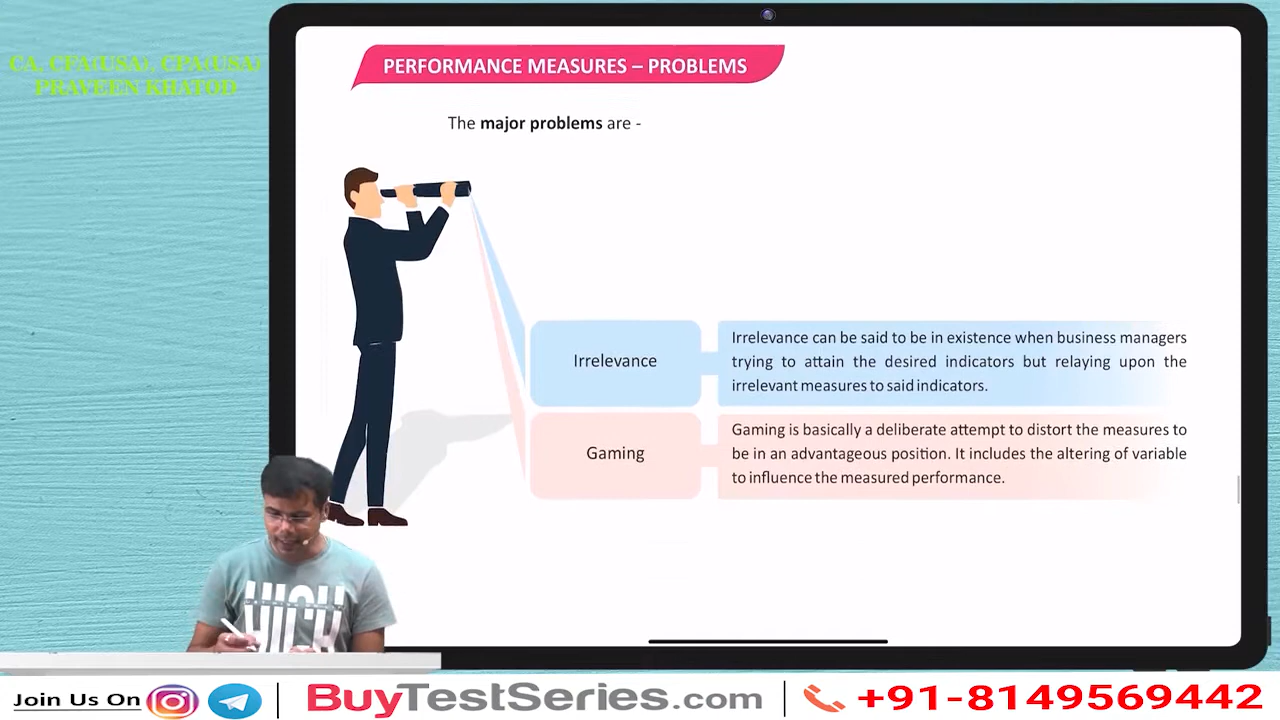 CA, CFA(USA), CPA(USA)
PRAVEEN KHATOD
PERFORMANCE MEASURES – PROBLEMS
The major problems are -
Irrelevance
Irrelevance can be said to be in existence when business managers
trying to attain the desired indicators but relaying upon the
irrelevant measures to said indicators.
Gaming
Gaming is basically a deliberate attempt to distort the measures to
be in an advantageous position. It includes the altering of variable
to influence the measured performance.
Join Us On
BuyTestSeries.com
+91-8149569442